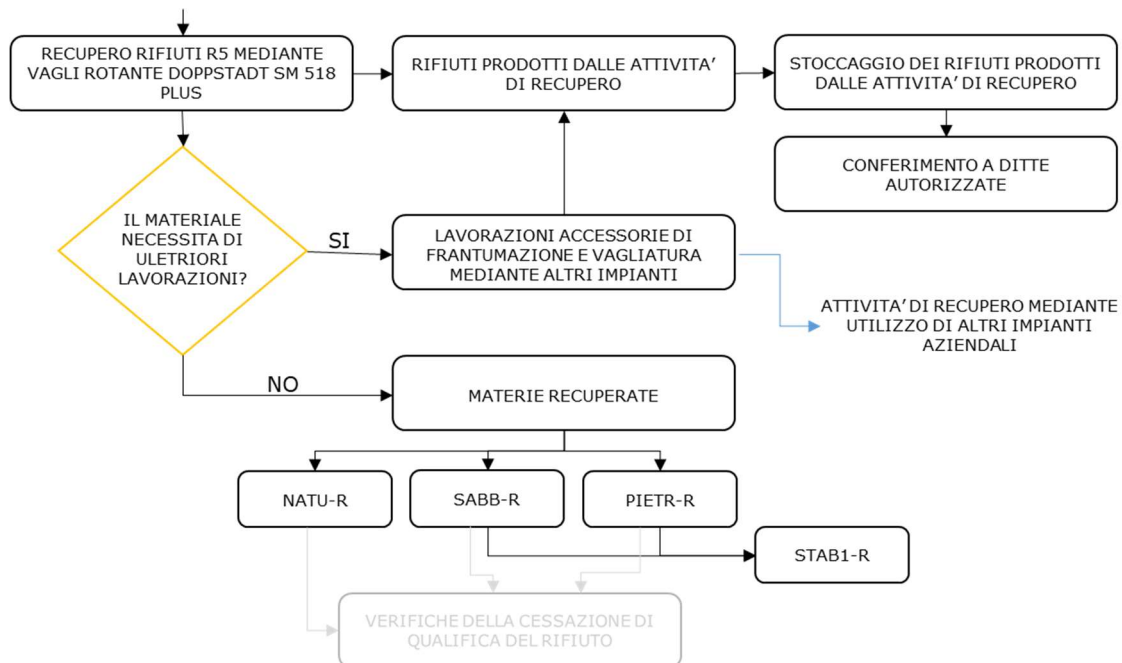 RECUPERO RIFIUTI R5 MEDIANTE
VAGLI ROTANTE DOPPSTADT SM 518
PLUS
RIFIUTI PRODOTTI DALLE ATTIVITA’
DI RECUPERO
STOCCAGGIO DEI RIFIUTI PRODOTTI
DALLE ATTIVITA’ DI RECUPERO
CONFERIMENTO A DITTE
AUTORIZZATE
IL MATERIALE
NECESSITA DI
ULETRIORI
LAVORAZIONI?
SI
LAVORAZIONI ACCESSORIE DI
FRANTUMAZIONE E VAGLIATURA
MEDIANTE ALTRI IMPIANTI
ATTIVITA’ DI RECUPERO MEDIANTE
UTILIZZO DI ALTRI IMPIANTI
AZIENDALI
NO
MATERIE RECUPERATE
NATU-R
SABB-R
PIETR-R
STAB1-R
VERIFICHE DELLA CESSAZIONE DI
QUALIFICA DEL RIFIUTO